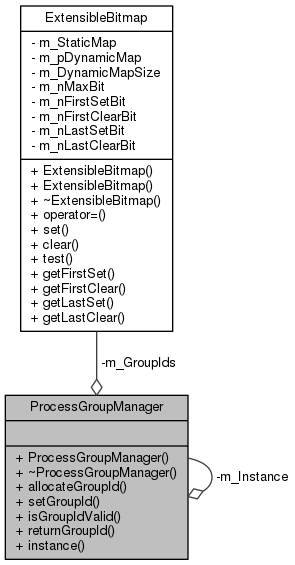 ExtensibleBitmap
- m_StaticMap
- m_pDynamicMap
- m_DynamicMapSize
- m_nMaxBit
- m_nFirstSetBit
- m_nFirstClearBit
- m_nLastSetBit
- m_nLastClearBit
+ ExtensibleBitmap()
+ ExtensibleBitmap()
+ ~ExtensibleBitmap()
+ operator=()
+ set()
+ clear()
+ test()
+ getFirstSet()
+ getFirstClear()
+ getLastSet()
+ getLastClear()
-m_GroupIds
ProcessGroupManager
+ ProcessGroupManager()
+ ~ProcessGroupManager()
+ allocateGroupId()
+ setGroupId()
+ isGroupIdValid()
+ returnGroupId()
+ instance()
-m_Instance